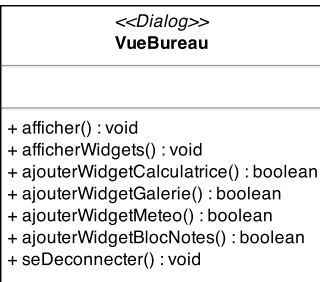 <<Dialog>>
VueBureau
+ afficher() : void
+ afficherWidgets() : void
+ ajouterWidgetCalculatrice() : boolean
+ ajouterWidgetGalerie() : boolean
+ ajouterWidgetMeteo() : boolean
+ ajouterWidgetBlocNotes() : boolean
+ seDeconnecter() : void